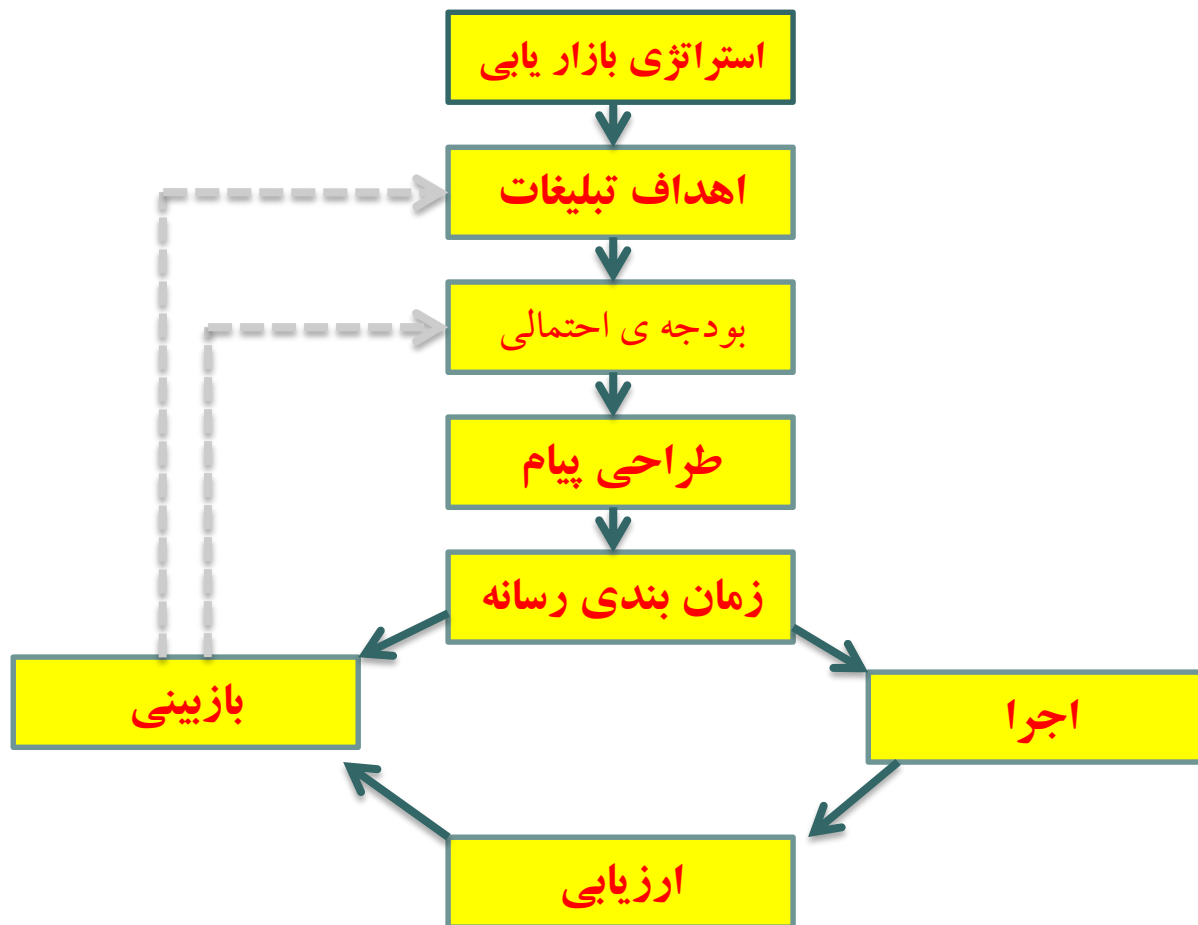 استراتژی بازار یابی
اهداف تبلیغات
بودجه ی احتمالی
طراحی پیام
زمان بندی رسانه
بازبینی
اجرا
ارزیابی